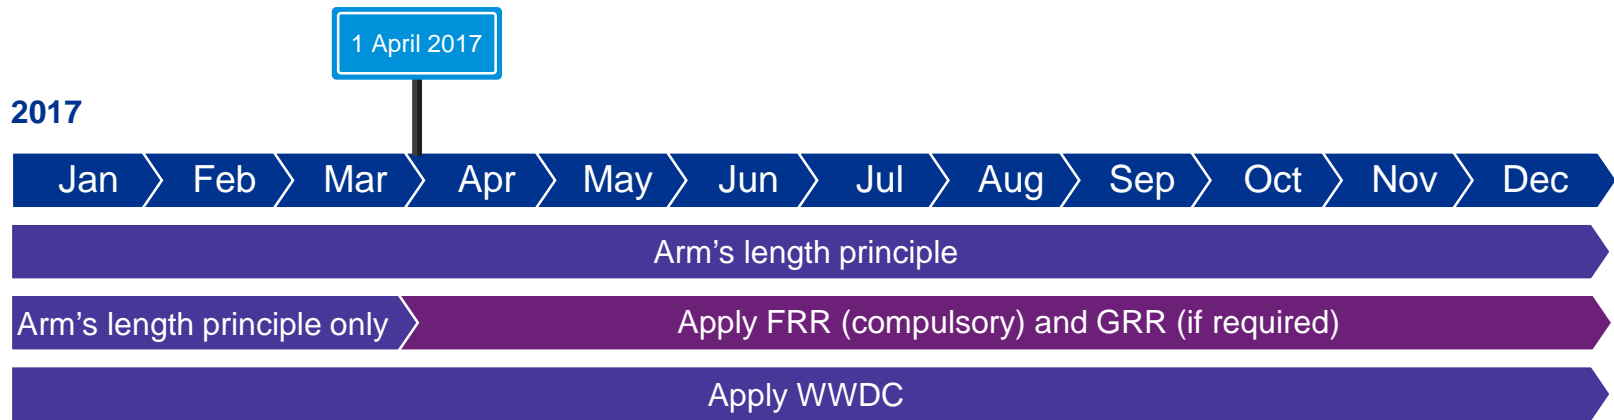 1 April 2017
2017
Jan Feb Mar Apr May Jun Jul Aug Sep Oct Nov Dec
Arm's length principle
Arm's length principle only Apply FRR (compulsory) and GRR (if required)
Apply WWDC